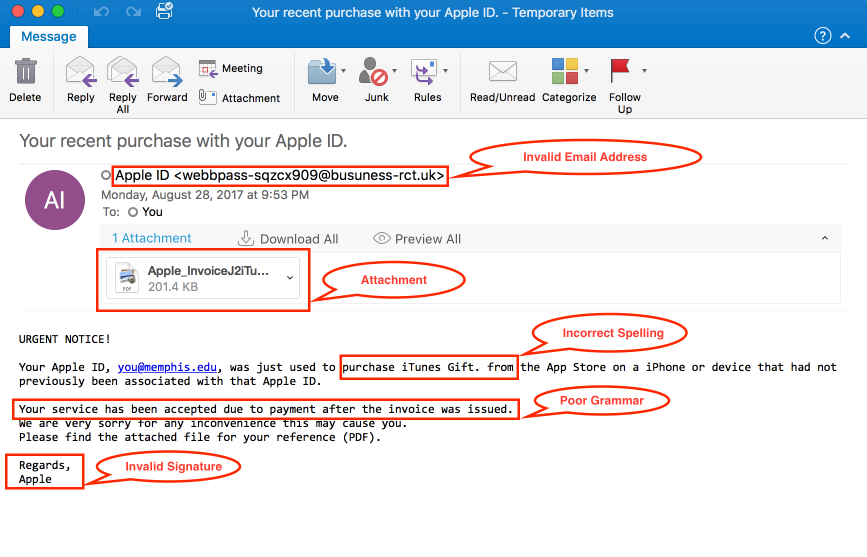 Your recent purchase with your Apple ID. - Temporary Items
Message
?
Delete
Reply
Reply All
Forward
Meeting
Attachment
Move
Junk
Rules
Read/Unread
Categorize
Follow Up
Your recent purchase with your Apple ID.
Invalid Email Address
AI
Apple ID <webbpass-sqzcx909@busuness-rct.uk>
Monday, August 28, 2017 at 9:53 PM
To: You
1 Attachment
Download All
Preview All
Apple_InvoiceJ2iTu...
201.4 KB
PDF
Attachment
URGENT NOTICE!
Incorrect Spelling
Your Apple ID, you@memphis.edu, was just used to purchase iTunes Gift. from the App Store on a iPhone or device that had not
previously been associated with that Apple ID.
Your service has been accepted due to payment after the invoice was issued.
Poor Grammar
We are very sorry for any inconvenience this may cause you.
Please find the attached file for your reference (PDF).
Regards,
Apple
Invalid Signature